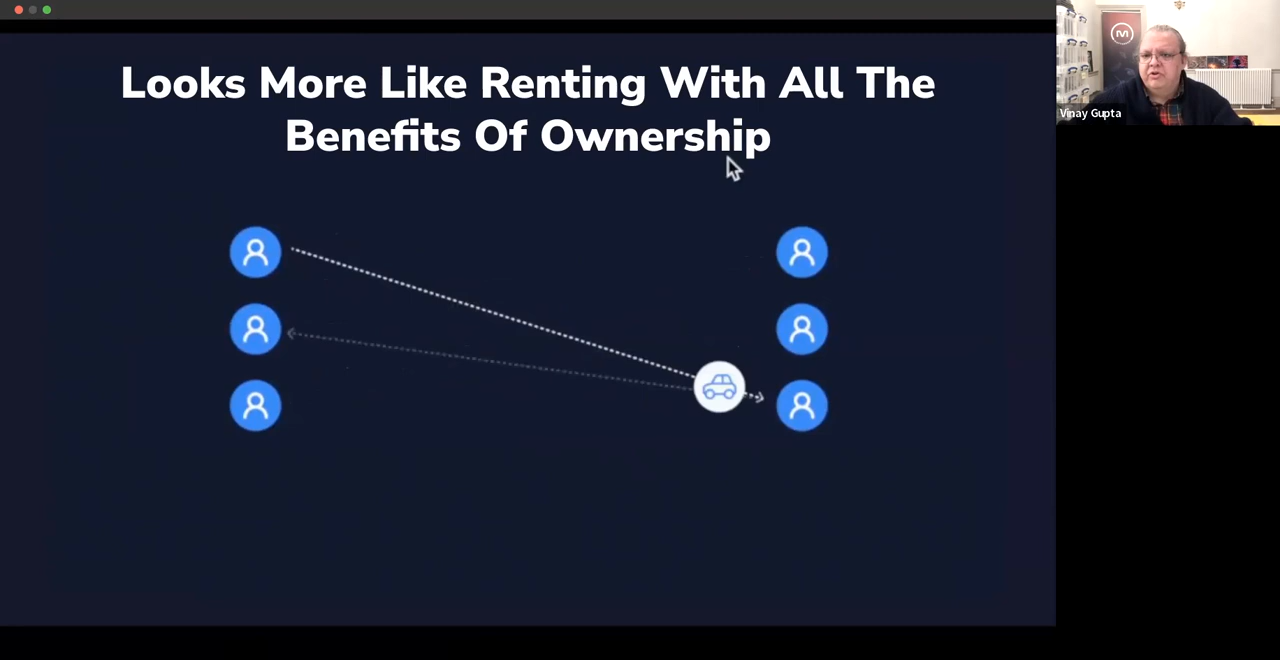 Looks More Like Renting With All The
Benefits Of Ownership
Vinay Gupta